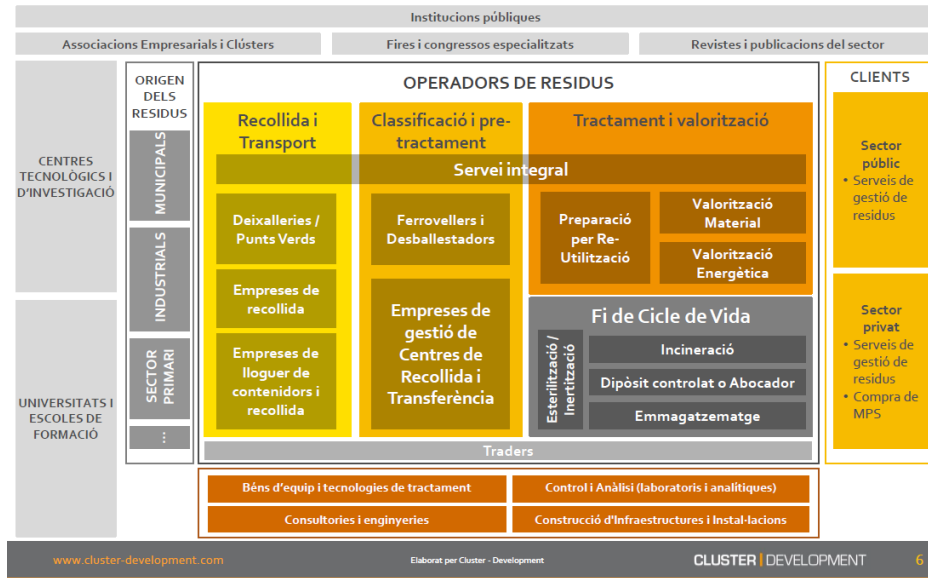 Institucions públiques
Associacions Empresarials i Clústers
Fires i congressos especialitzats
Revistes i publicacions del sector
CENTRES
TECNOLÒGICS I
D'INVESTIGACIÓ
UNIVERSITATS I
ESCOLES DE
FORMACIÓ
ORIGEN
DELS
RESIDUS
MUNICIPALS
INDUSTRIALS
SECTOR
PRIMARI
...
OPERADORS DE RESIDUS
Recollida i
Transport
Classificació i pre-
tractament
Tractament i valorització
Servei integral
Deixalleries /
Punts Verds
Empreses de
recollida
Empreses de
lloguer de
contenidors i
recollida
Ferrovellers i
Desballestadors
Empreses de
gestió de
Centres de
Recollida i
Transferència
Preparació
per Re-
Utilització
Valorització
Material
Valorització
Energètica
Fi de Cicle de Vida
Esterilització /
Inertització
Incineració
Dipòsit controlat o Abocador
Emmagatzematge
Traders
Béns d'equip i tecnologies de tractament
Control i Anàlisi (laboratoris i analítiques)
Consultories i enginyeries
Construcció d'Infraestructures i Instal·lacions
CLIENTS
Sector
públic
• Serveis de
gestió de
residus
Sector
privat
• Serveis de
gestió de
residus
• Compra de
MPS
www.cluster-development.com
Elaborat per Cluster - Development
CLUSTER | DEVELOPMENT
6